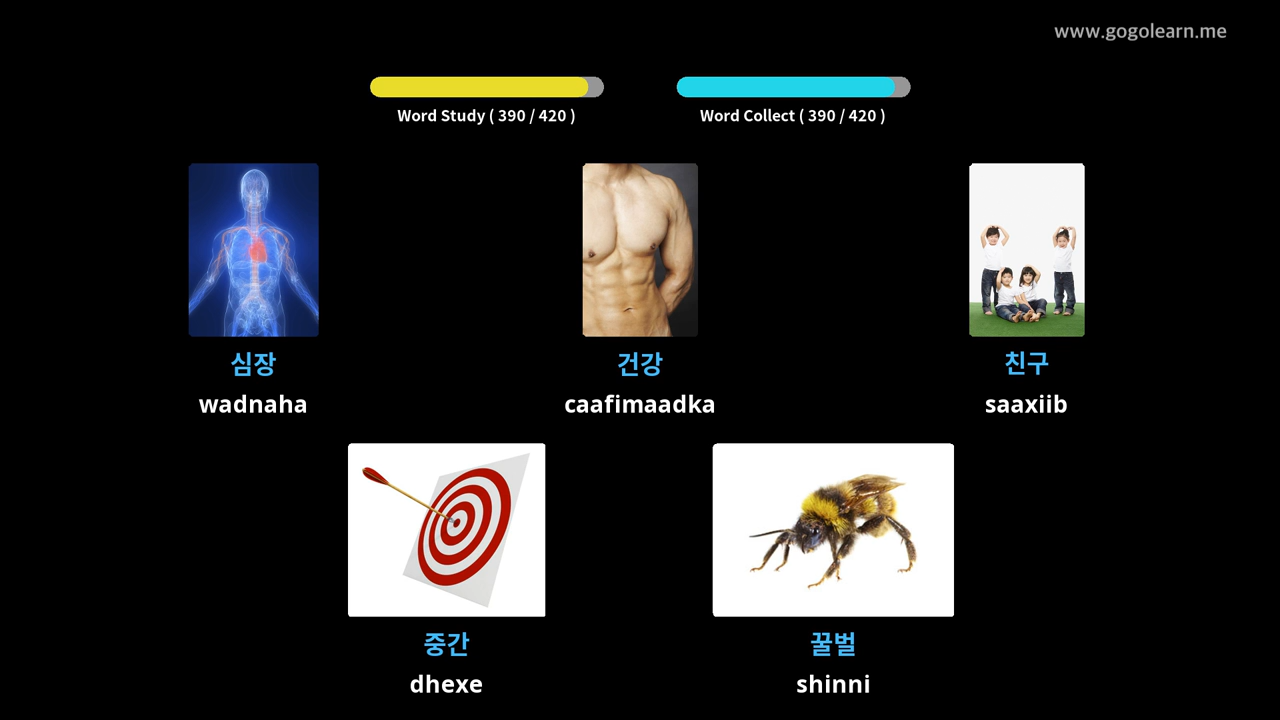 www.gogolearn.me
Word Study ( 390 / 420 )
Word Collect ( 390 / 420 )
심장
건강
친구
wadnaha
caafimaadka
saaxiib
중간
꿀벌
dhexe
shinni